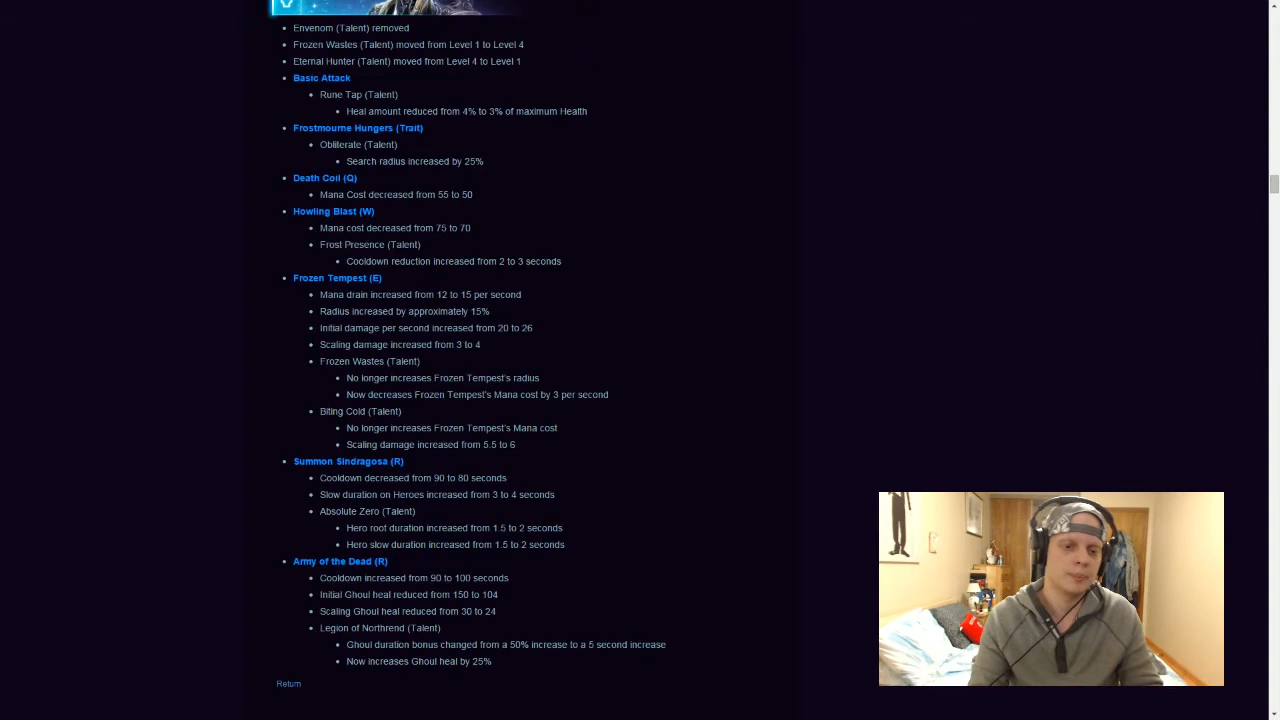 Envenom (Talent) removed
Frozen Wastes (Talent) moved from Level 1 to Level 4
Eternal Hunter (Talent) moved from Level 4 to Level 1
Basic Attack
Rune Tap (Talent)
Heal amount reduced from 4% to 3% of maximum Health
Frostmourne Hungers (Trait)
Obliterate (Talent)
Search radius increased by 25%
Death Coil (Q)
Mana Cost decreased from 55 to 50
Howling Blast (W)
Mana cost decreased from 75 to 70
Frost Presence (Talent)
Cooldown reduction increased from 2 to 3 seconds
Frozen Tempest (E)
Mana drain increased from 12 to 15 per second
Radius increased by approximately 15%
Initial damage per second increased from 20 to 26
Scaling damage increased from 3 to 4
Frozen Wastes (Talent)
No longer increases Frozen Tempest's radius
Now decreases Frozen Tempest's Mana cost by 3 per second
Biting Cold (Talent)
No longer increases Frozen Tempest's Mana cost
Scaling damage increased from 5.5 to 6
Summon Sindragosa (R)
Cooldown decreased from 90 to 80 seconds
Slow duration on Heroes increased from 3 to 4 seconds
Absolute Zero (Talent)
Hero root duration increased from 1.5 to 2 seconds
Hero slow duration increased from 1.5 to 2 seconds
Army of the Dead (R)
Cooldown increased from 90 to 100 seconds
Initial Ghoul heal reduced from 150 to 104
Scaling Ghoul heal reduced from 30 to 24
Legion of Northrend (Talent)
Ghoul duration bonus changed from a 50% increase to a 5 second increase
Now increases Ghoul heal by 25%
Return